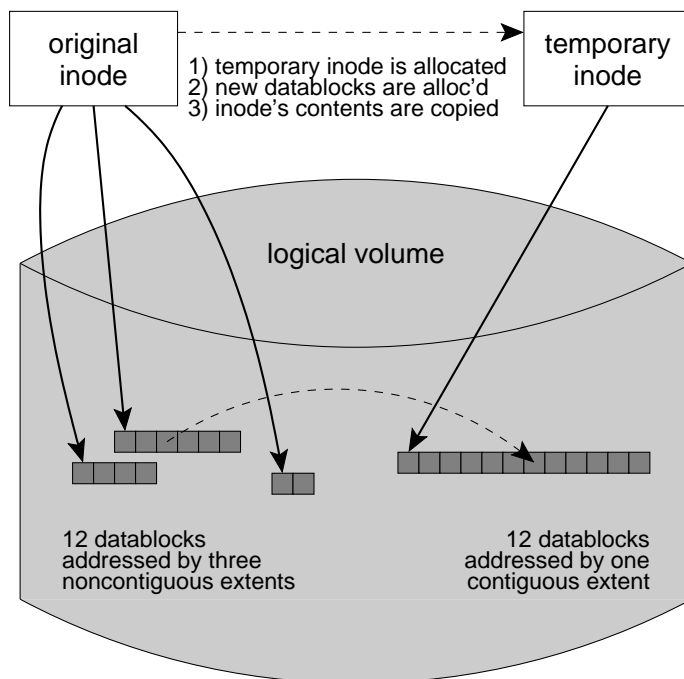 original
inode
temporary
inode
1) temporary inode is allocated
2) new datablocks are alloc'd
3) inode's contents are copied
logical volume
12 datablocks
addressed by three
noncontiguous extents
12 datablocks
addressed by one
contiguous extent